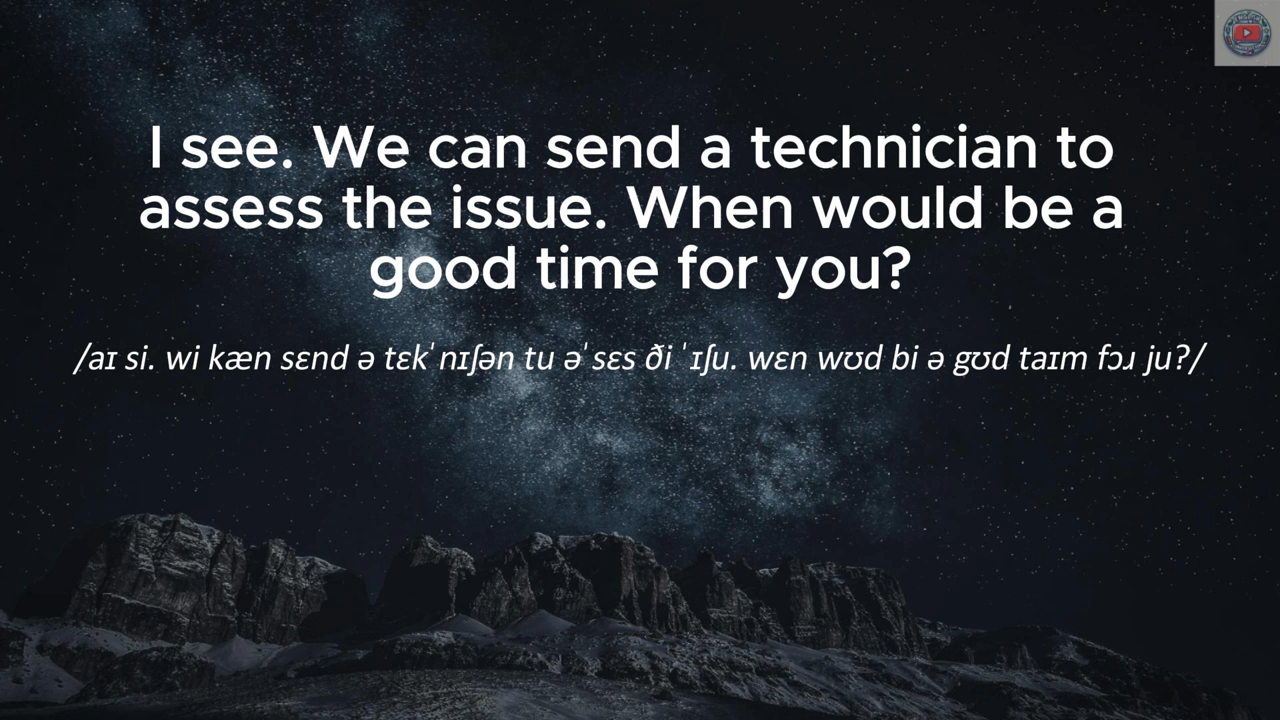 I see. We can send a technician to
assess the issue. When would be a
good time for you?
/aɪ si. wi kæn sɛnd ə tɛkˈnɪʃən tu əˈsɛs ði ˈɪʃu. wɛn wʊd bi ə ɡʊd taɪm fɔɹ ju?/